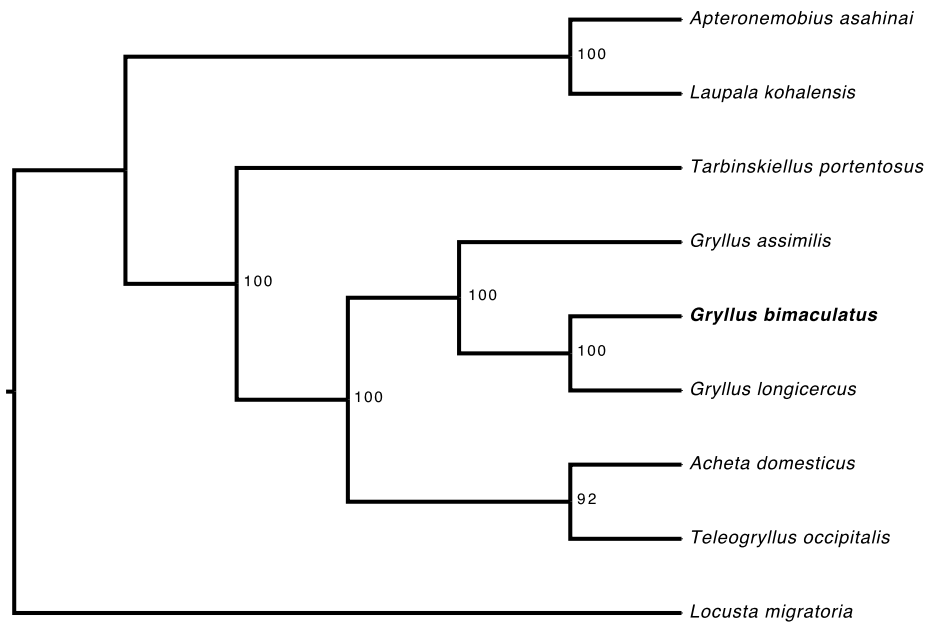 Apteronemobius asahinai
100
Laupala kohalensis
Tarbinskiellus portentosus
Gryllus assimilis
100
100
Gryllus bimaculatus
100
Gryllus longicercus
100
Acheta domesticus
92
Teleogryllus occipitalis
Locusta migratoria